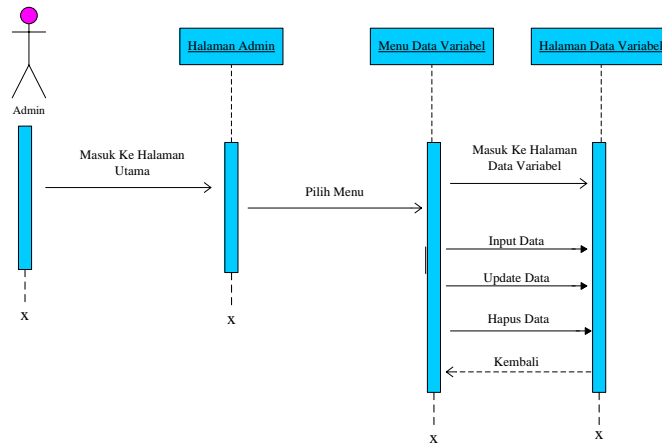 Halaman Admin
Menu Data Variabel
Halaman Data Variabel
Admin
Masuk Ke Halaman
Utama
Pilih Menu
Masuk Ke Halaman
Data Variabel
Input Data
Update Data
Hapus Data
Kembali
x
x
x
x